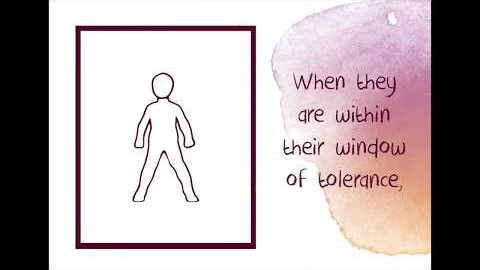 When they
are within
their window
of tolerance,